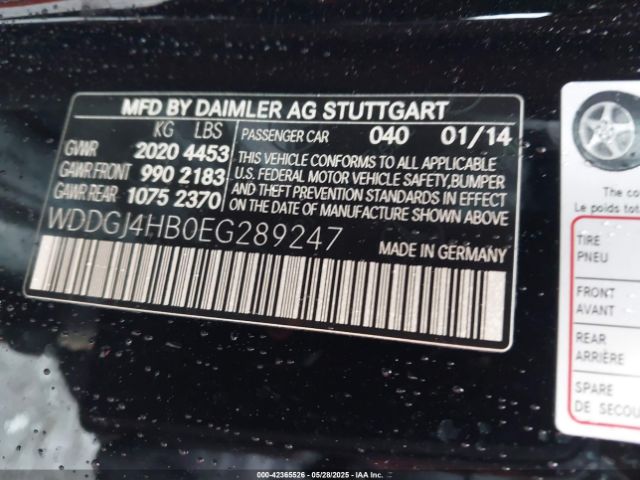 MFD BY DAIMLER AG STUTTGART
KG LBS
GVWR 2020 4453
GAWR FRONT 990 2183
GAWR REAR 1075 2370
PASSENGER CAR 040 01/14
THIS VEHICLE CONFORMS TO ALL APPLICABLE
U.S. FEDERAL MOTOR VEHICLE SAFETY, BUMPER
AND THEFT PREVENTION STANDARDS IN EFFECT
ON THE DATE OF MANUFACTURE SHOWN ABOVE
WDDGJ4HB0EG289247
MADE IN GERMANY
The co
Le poids tot
TIRE
PNEU
FRONT
AVANT
REAR
ARRIÈRE
SPARE
DE SECOU
000-42365526 - 05/28/2025 - IAAI, Inc.